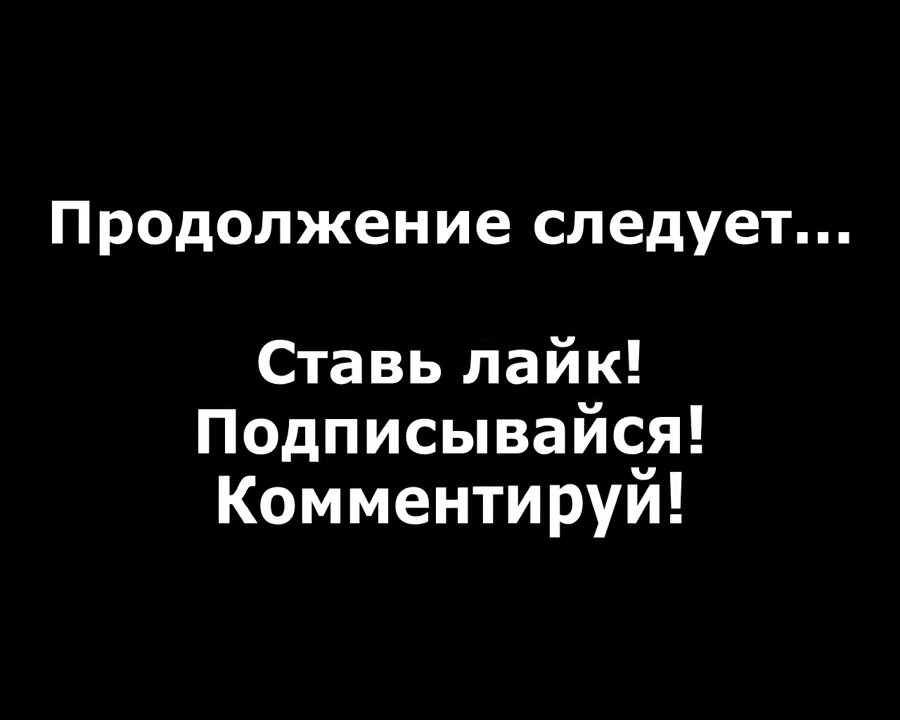 Продолжение следует...
Ставь лайк!
Подписывайся!
Комментируй!